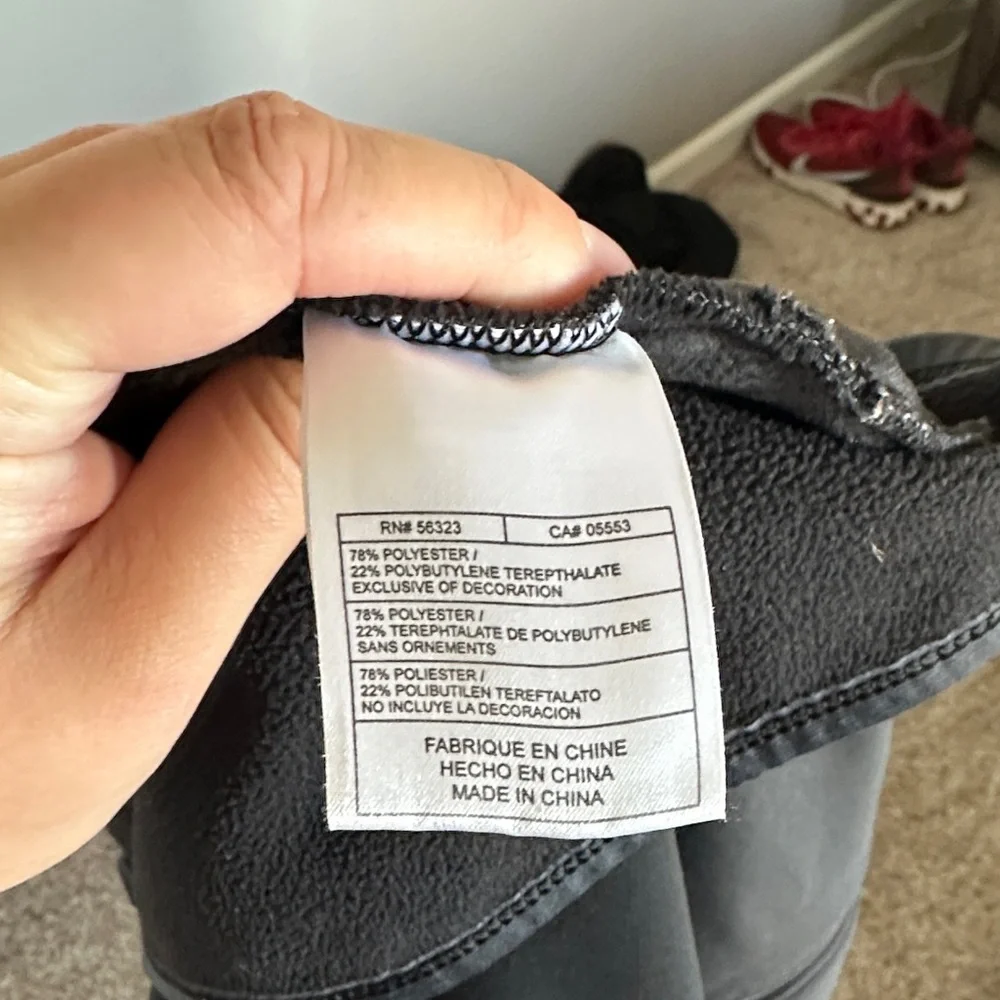 RN# 56323 CA# 05553
78% POLYESTER /
22% POLYBUTYLENE TEREPTHALATE
EXCLUSIVE OF DECORATION
78% POLYESTER /
22% TEREPHTALATE DE POLYBUTYLENE
SANS ORNEMENTS
78% POLIESTER /
22% POLIBUTILEN TEREFTALATO
NO INCLUYE LA DECORACION
FABRIQUE EN CHINE
HECHO EN CHINA
MADE IN CHINA